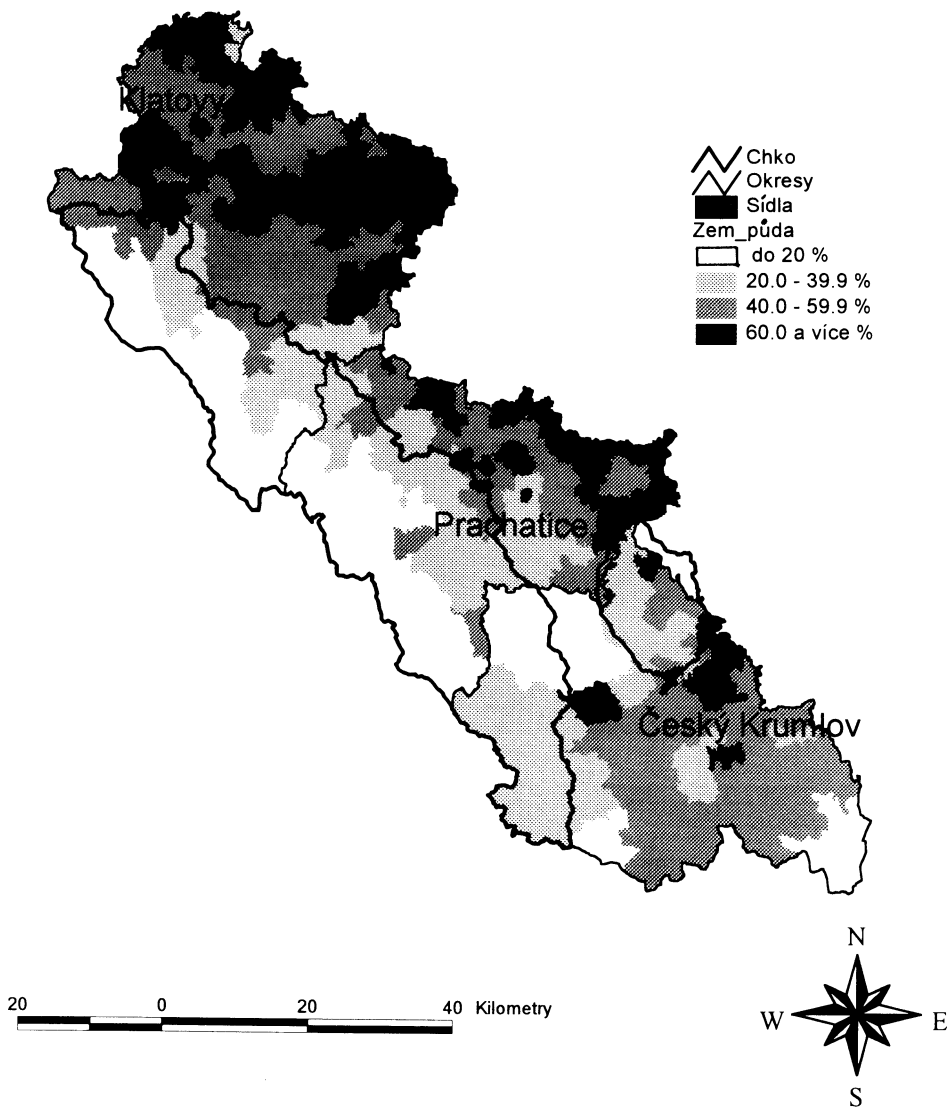 Klatovy
Chko
Okresy
Sídla
Zem_půda
do 20 %
20.0 - 39.9 %
40.0 - 59.9 %
60.0 a více %
Prachatice
Český Krumlov
20 0 20 40 Kilometry
N
W E
S